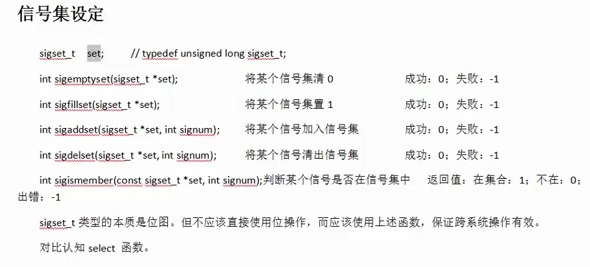 信号集设定
sigset_t set; // typedef unsigned long sigset_t;
int sigemptyset(sigset_t *set); 将某个信号集清 0 成功：0；失败：-1
int sigfillset(sigset_t *set); 将某个信号集置 1 成功：0；失败：-1
int sigaddset(sigset_t *set, int signum); 将某个信号加入信号集 成功：0；失败：-1
int sigdelset(sigset_t *set, int signum); 将某个信号清出信号集 成功：0；失败：-1
int sigismember(const sigset_t *set, int signum);判断某个信号是否在信号集中 返回值：在集合：1；不在：0；
出错：-1
sigset_t 类型的本质是位图。但不应该直接使用位操作，而应该使用上述函数，保证跨系统操作有效。
对比认知 select 函数。